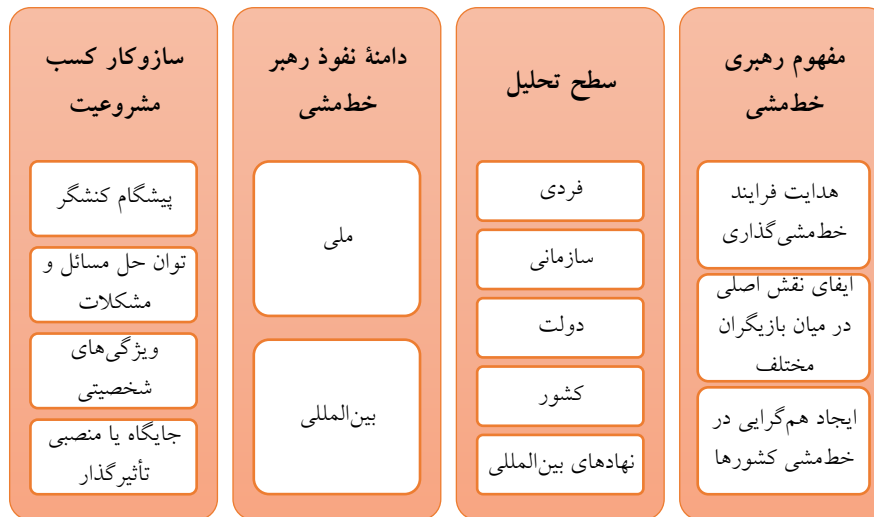 مفهوم رهبری
خط‌مشی
هدایت فرایند
خط‌مشی‌گذاری
ایفای نقش اصلی
در میان بازیگران
مختلف
ایجاد هم‌گرایی در
خط‌مشی کشورها
سطح تحلیل
فردی
سازمانی
دولت
کشور
نهادهای بین‌المللی
دامنهٔ نفوذ رهبر
خط‌مشی
ملی
بین‌المللی
سازوکار کسب
مشروعیت
پیشگام کنشگر
توان حل مسائل و
مشکلات
ویژگی‌های
شخصیتی
جایگاه یا منصبی
تأثیرگذار